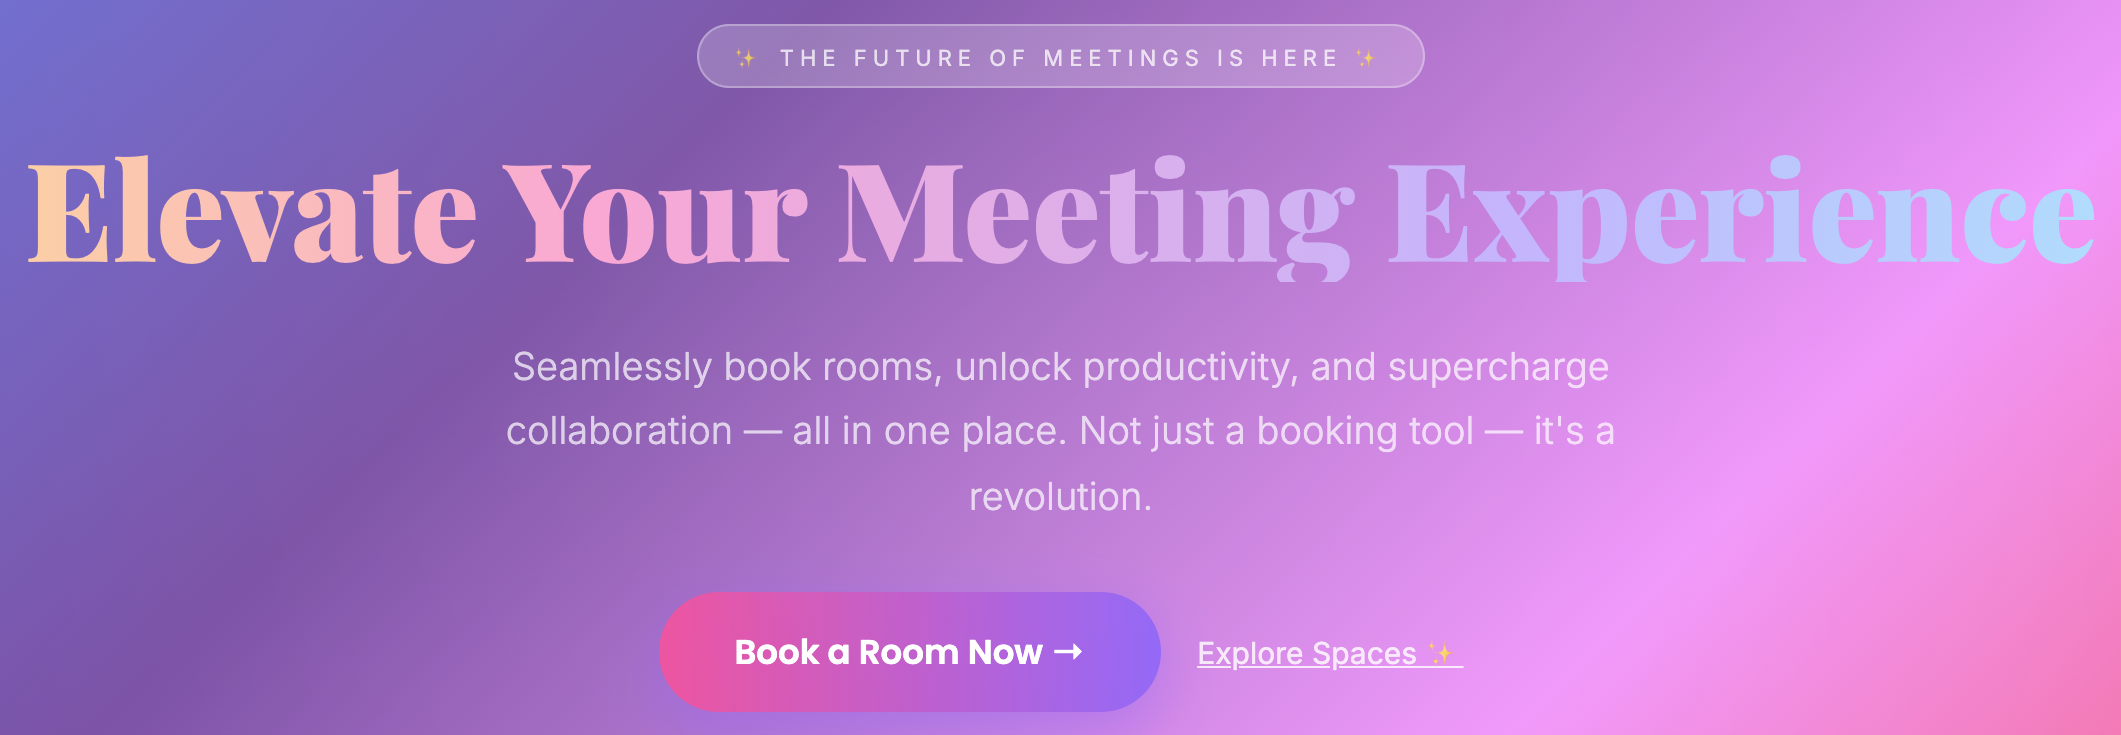 ✨ THE FUTURE OF MEETINGS IS HERE ✨
Elevate Your Meeting Experience
Seamlessly book rooms, unlock productivity, and supercharge
collaboration — all in one place. Not just a booking tool — it's a
revolution.
Book a Room Now →
Explore Spaces ✨